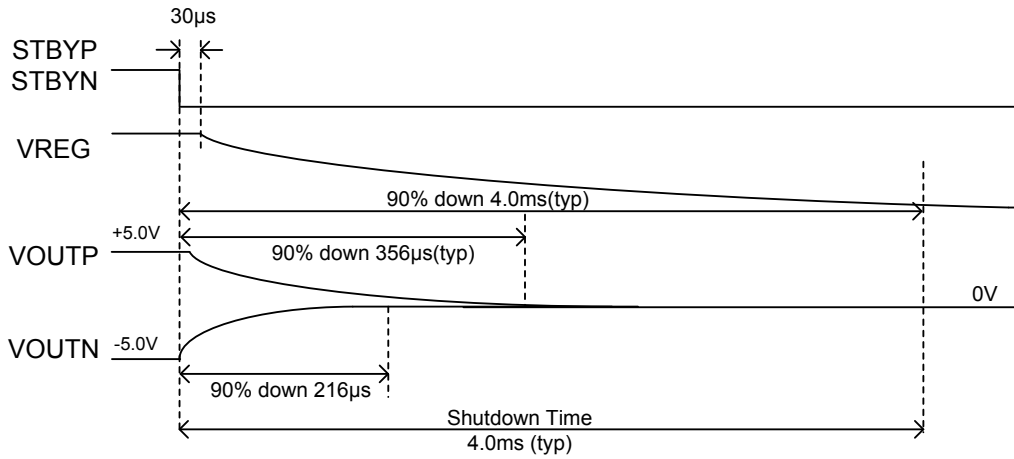 30µs
STBYP
STBYN
VREG
90% down 4.0ms(typ)
+5.0V
90% down 356µs(typ)
VOUTP
0V
-5.0V
VOUTN
90% down 216µs
Shutdown Time
4.0ms (typ)